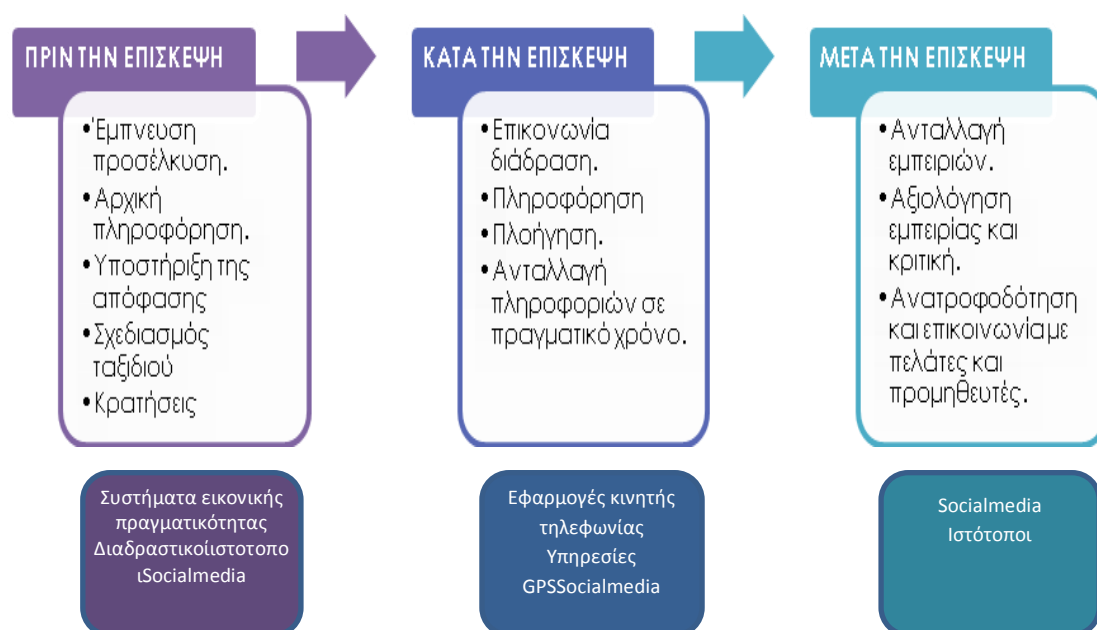 ΠΡΙΝ ΤΗΝ ΕΠΙΣΚΕΨΗ
•Έμπνευση
προσέλκυση.
•Αρχική
πληροφόρηση.
•Υποστήριξη της
απόφασης
•Σχεδιασμός
ταξιδιού
•Κρατήσεις
Συστήματα εικονικής
πραγματικότητας
Διαδραστικοίιστοτοπο
ιSocialmedia
ΚΑΤΑ ΤΗΝ ΕΠΙΣΚΕΨΗ
•Επικονωνία
διάδραση.
•Πληροφόρηση
•Πλοήγηση.
•Ανταλλαγή
πληροφοριών σε
πραγματικό χρόνο.
Εφαρμογές κινητής
τηλεφωνίας
Υπηρεσίες
GPSSocialmedia
ΜΕΤΑ ΤΗΝ ΕΠΙΣΚΕΨΗ
•Ανταλλαγή
εμπειριών.
•Αξιολόγηση
εμπειρίας και
κριτική.
•Ανατροφοδότηση
και επικοινωνία με
πελάτες και
προμηθευτές.
Socialmedia
Ιστότοποι